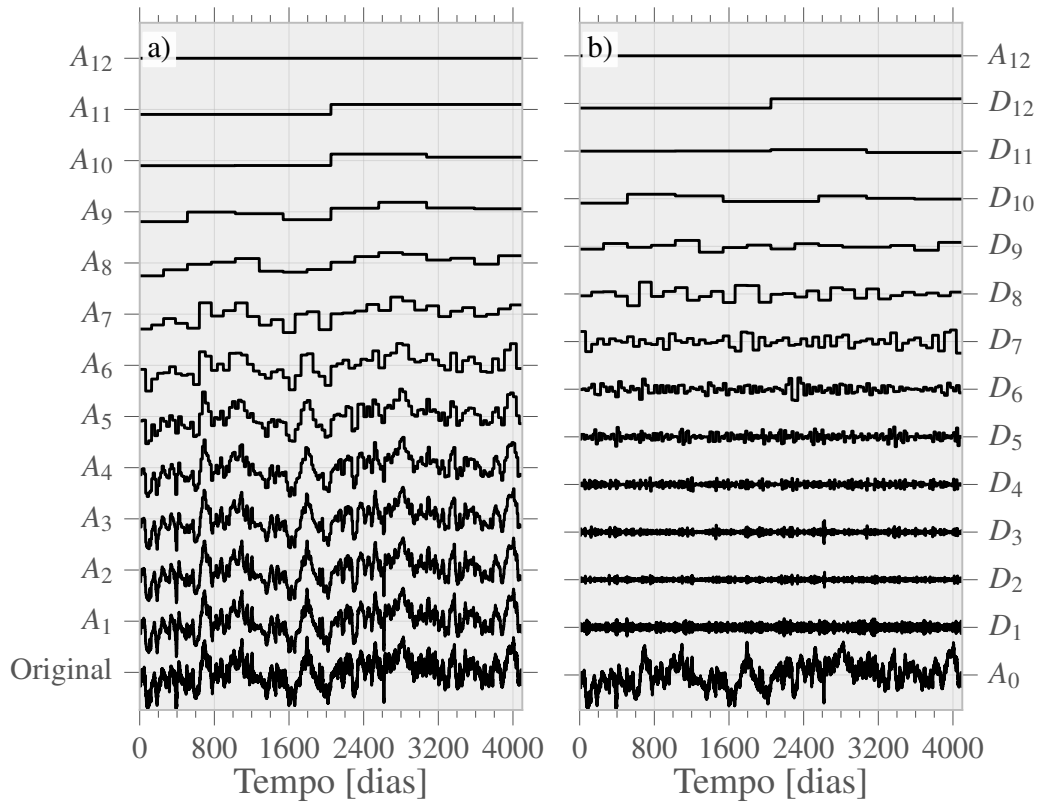 a)
A12
A11
A10
A9
A8
A7
A6
A5
A4
A3
A2
A1
Original
0 800 1600 2400 3200 4000
Tempo [dias]
b)
A12
D12
D11
D10
D9
D8
D7
D6
D5
D4
D3
D2
D1
A0
0 800 1600 2400 3200 4000
Tempo [dias]